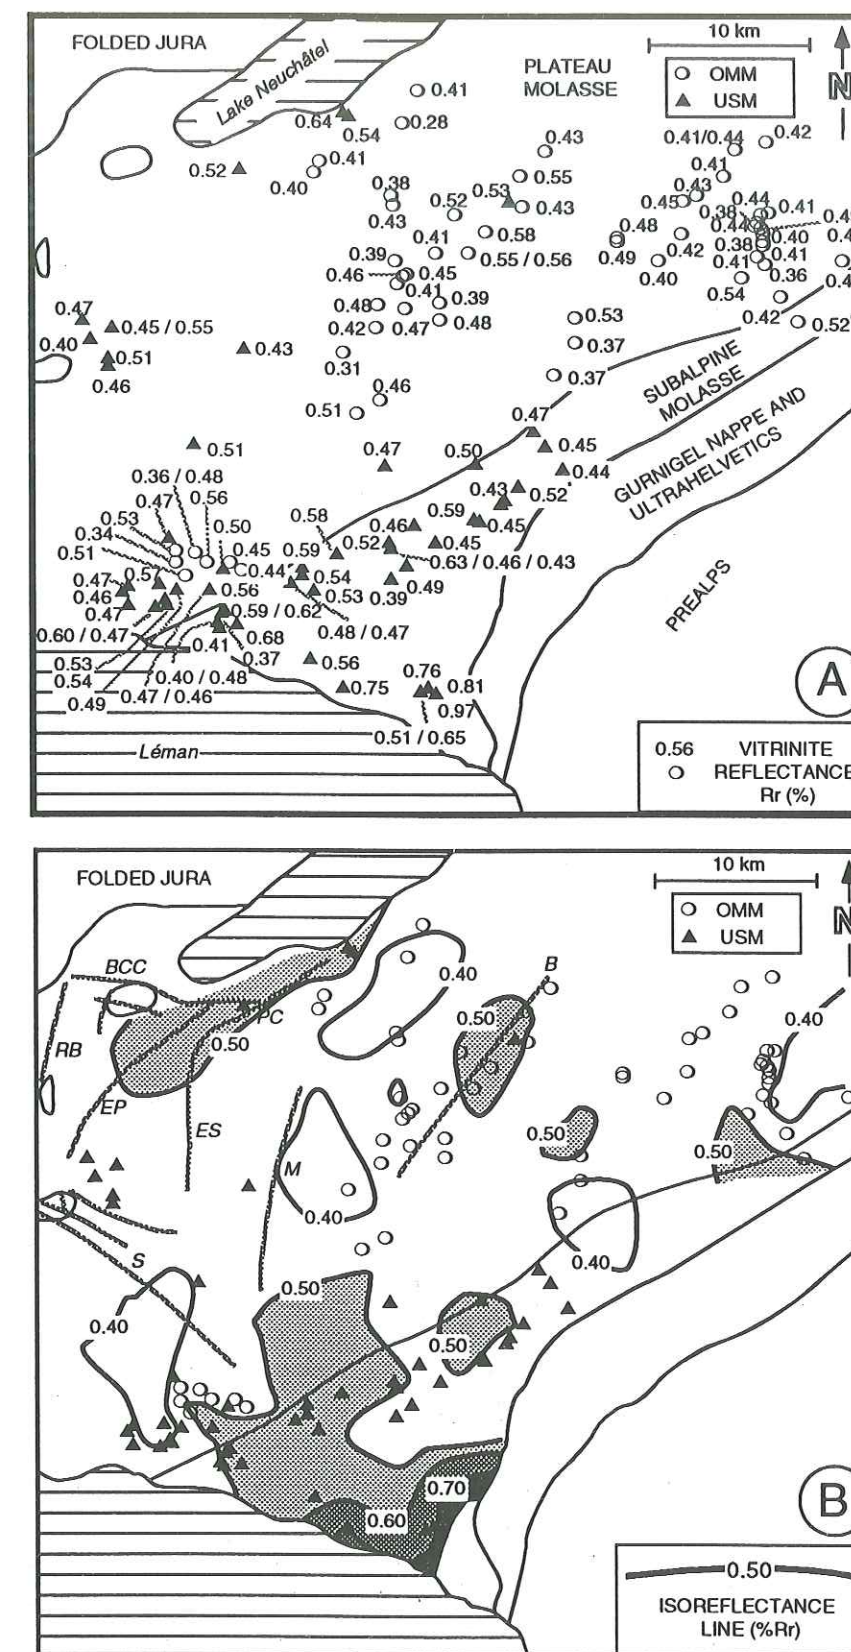 FOLDED JURA
Lake Neuchâtel
10 km
PLATEAU
MOLASSE
OMM
USM
N
0.41
0.64
0.54
0.28
0.43
0.41/0.44
0.42
0.52
0.41
0.40
0.55
0.41
0.38
0.43
0.52
0.53
0.43
0.45
0.43
0.44
0.38
0.41
0.44
0.58
0.48
0.49
0.42
0.40
0.38
0.40
0.41
0.41
0.36
0.39
0.41
0.55 / 0.56
0.46
0.45
0.41
0.54
0.48
0.39
0.42
0.47
0.48
0.53
0.42
0.52
0.47
0.45 / 0.55
0.40
0.51
0.46
0.43
0.31
0.37
0.37
0.46
0.51
SUBALPINE
MOLASSE
0.47
0.51
0.47
0.50
0.45
0.44
GURNIGEL NAPPE AND
ULTRAHELVETICS
0.36 / 0.48
0.47
0.56
0.53
0.50
0.34
0.51
0.45
0.44
0.58
0.59
0.52
0.46
0.59
0.43
0.52
0.45
0.45
0.63 / 0.46 / 0.43
0.47
0.57
0.46
0.47
0.56
0.54
0.53
0.39
0.49
0.59 / 0.62
0.48 / 0.47
0.60 / 0.47
0.41
0.68
0.37
0.56
0.53
0.54
0.40 / 0.48
0.49
0.47 / 0.46
0.75
0.76
0.81
0.97
0.51 / 0.65
PREALPS
Léman
A
0.56
VITRINITE
REFLECTANCE
Rr (%)
FOLDED JURA
10 km
OMM
USM
N
BCC
RB
PC
0.50
EP
ES
0.40
B
0.50
0.40
M
0.40
0.50
0.50
0.40
S
0.40
0.50
0.50
0.60
0.70
B
0.50
ISOREFLECTANCE
LINE (%Rr)